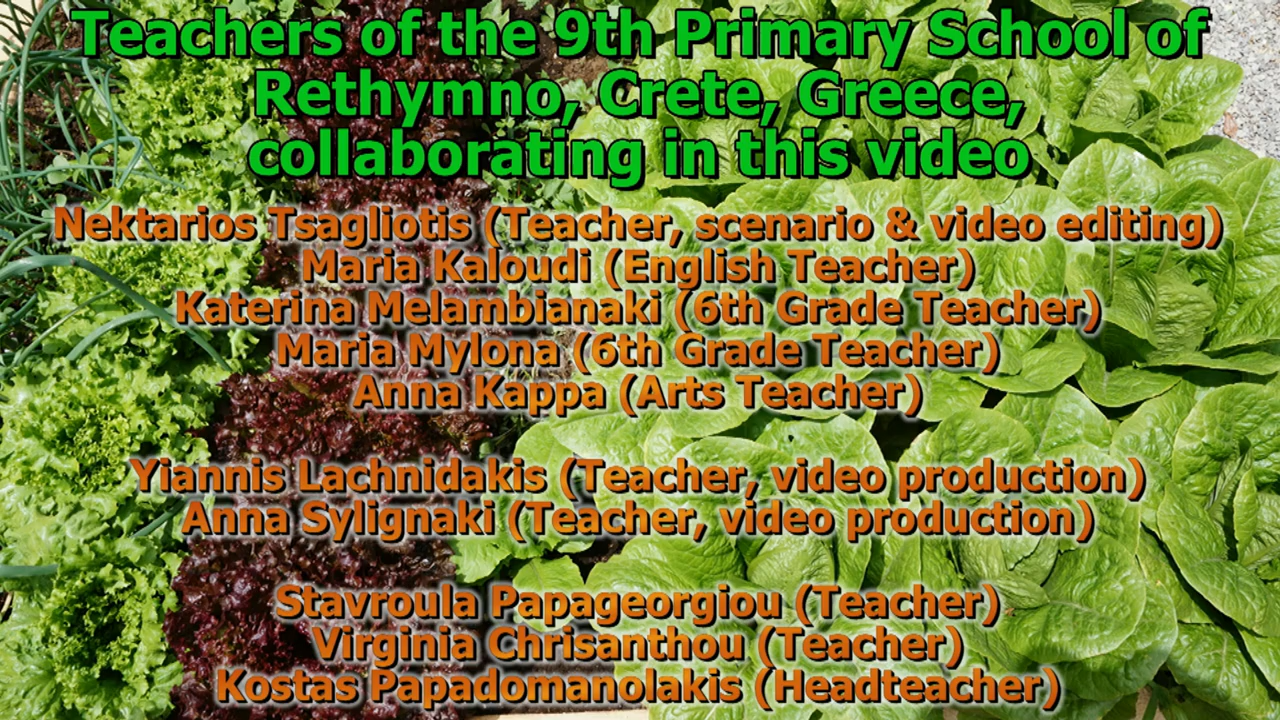 Teachers of the 9th Primary School of
Rethymno, Crete, Greece,
collaborating in this video
Nektarios Tsagliotis (Teacher, scenario & video editing)
Maria Kaloudi (English Teacher)
Katerina Melambianaki (6th Grade Teacher)
Maria Mylona (6th Grade Teacher)
Anna Kappa (Arts Teacher)
Yiannis Lachnidakis (Teacher, video production)
Anna Sylignaki (Teacher, video production)
Stavroula Papageorgiou (Teacher)
Virginia Chrisanthou (Teacher)
Kostas Papadomanolakis (Headteacher)